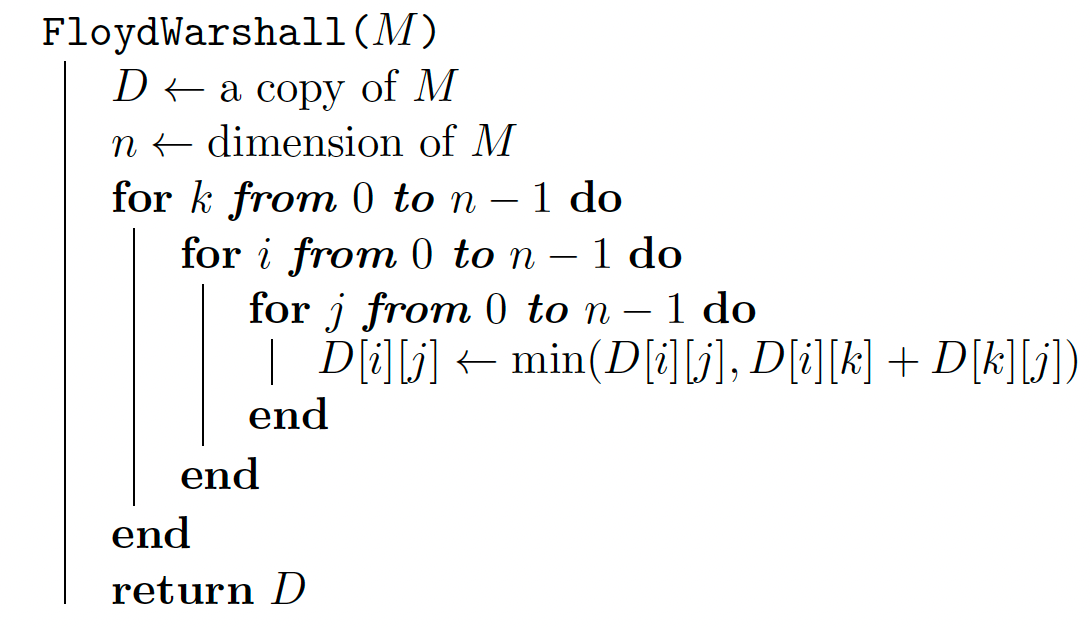 FloydWarshall(M)
D ← a copy of M
n ← dimension of M
for k from 0 to n − 1 do
for i from 0 to n − 1 do
for j from 0 to n − 1 do
D[i][j] ← min(D[i][j], D[i][k] + D[k][j])
end
end
end
return D